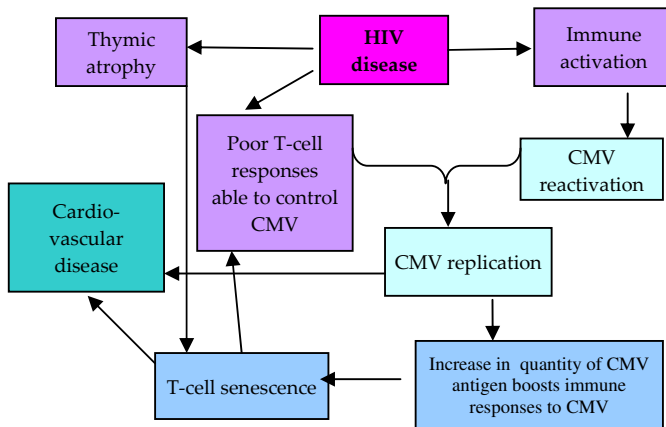 Thymic
atrophy
HIV
disease
Immune
activation
Poor T-cell
responses
able to control
CMV
CMV
reactivation
Cardio-
vascular
disease
CMV replication
T-cell senescence
Increase in quantity of CMV
antigen boosts immune
responses to CMV